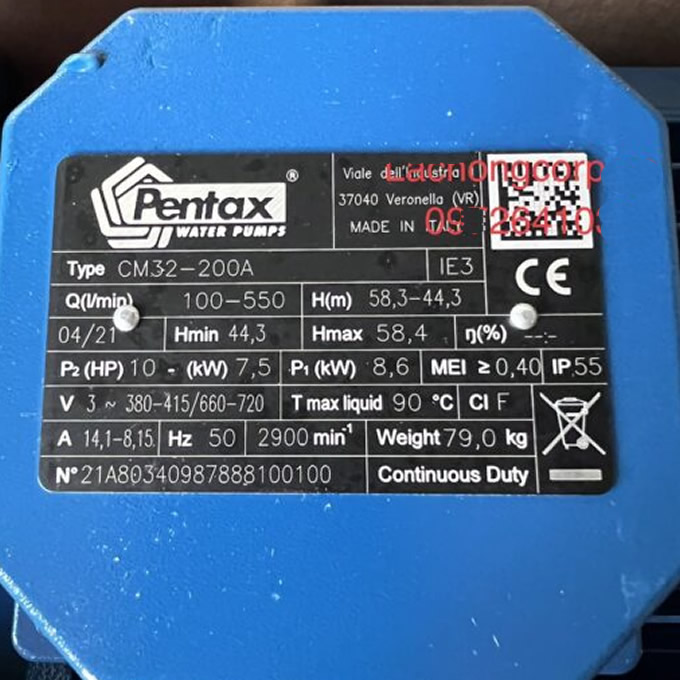 Pentax ®
WATER PUMPS
Viale dell'Industria
37040 Veronella (VR)
MADE IN ITALY
Type CM32-200A IE3
Q(l/min) 100-550 H(m) 58,3-44,3
04/21 Hmin 44,3 Hmax 58,4 η(%) --:-
P₂ (HP) 10 - (kW) 7,5 P₁ (kW) 8,6 MEI ≥ 0,40 IP 55
V 3 ~ 380-415/660-720 T max liquid 90 °C Cl F
A 14,1-8,15. Hz 50 2900 min⁻¹ Weight 79,0 kg
N° 21A80340987888100100 Continuous Duty
CE